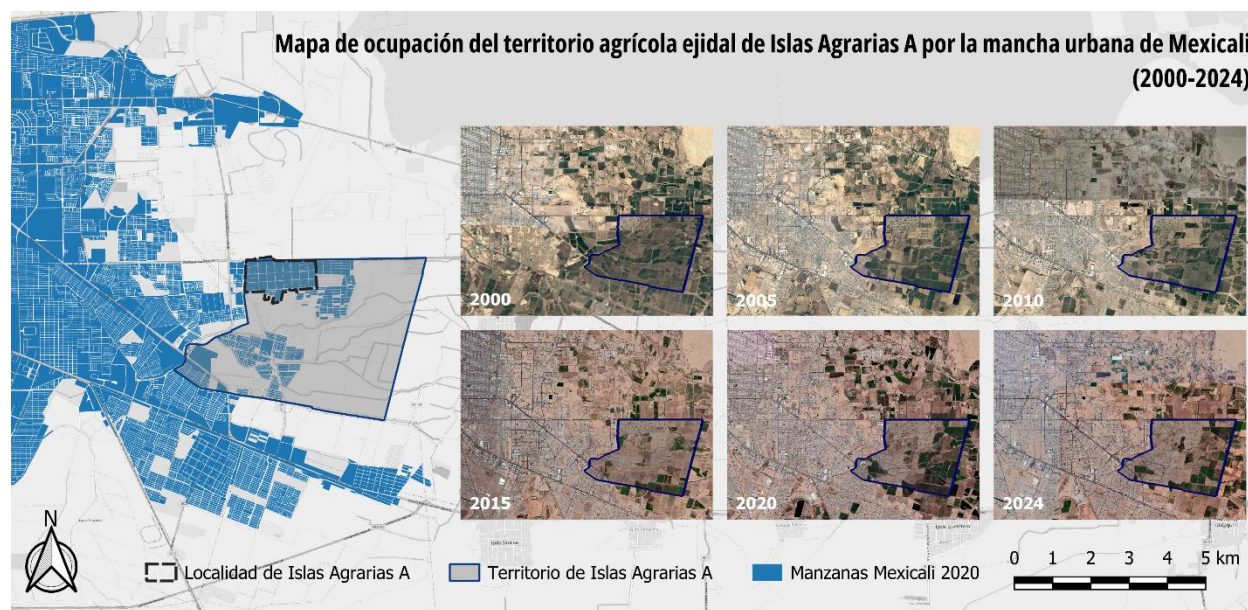 Mapa de ocupación del territorio agrícola ejidal de Islas Agrarias A por la mancha urbana de Mexicali
(2000-2024)
2000
2005
2010
2015
2020
2024
N
Localidad de Islas Agrarias A
Territorio de Islas Agrarias A
Manzanas Mexicali 2020
0 1 2 3 4 5 km